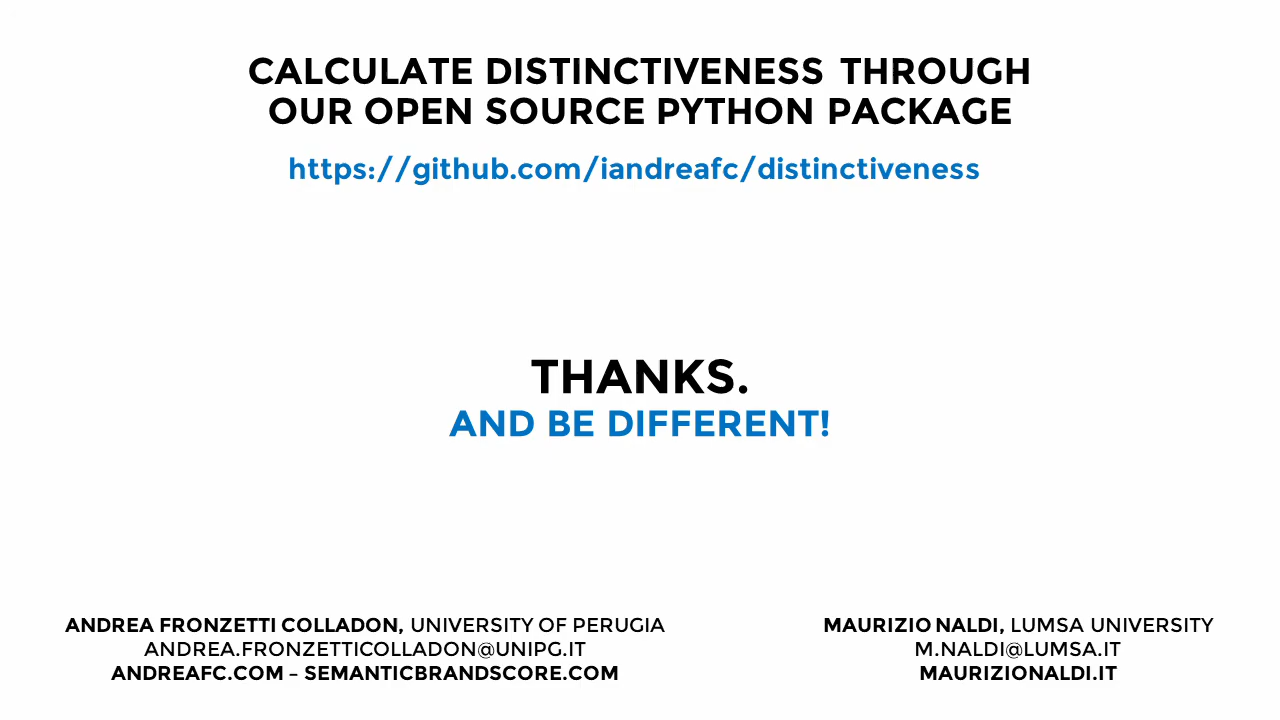 CALCULATE DISTINCTIVENESS THROUGH
OUR OPEN SOURCE PYTHON PACKAGE
https://github.com/iandreafc/distinctiveness
THANKS.
AND BE DIFFERENT!
ANDREA FRONZETTI COLLADON, UNIVERSITY OF PERUGIA
ANDREA.FRONZETTICOLLADON@UNIPG.IT
ANDREAFC.COM – SEMANTICBRANDSCORE.COM
MAURIZIO NALDI, LUMSA UNIVERSITY
M.NALDI@LUMSA.IT
MAURIZIONALDI.IT